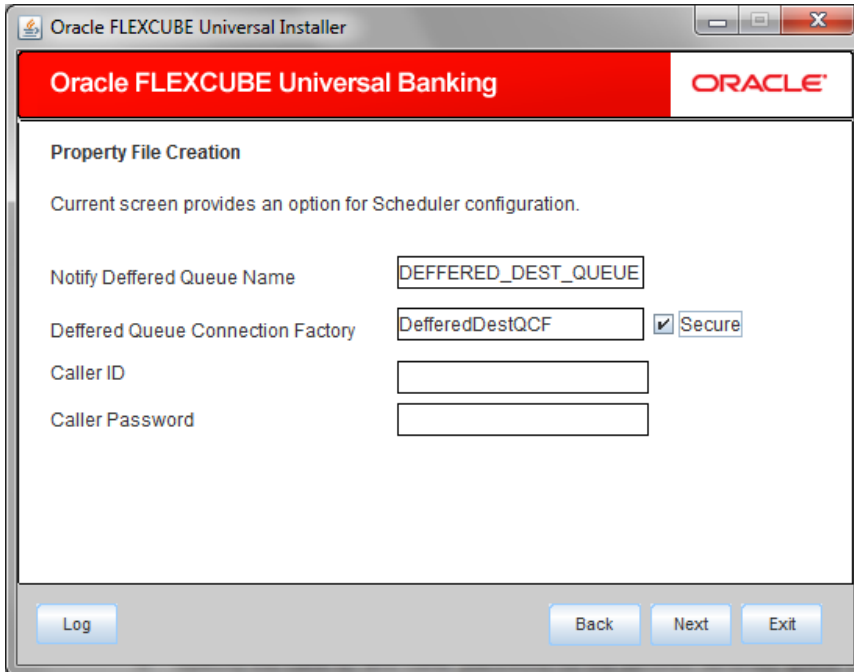 Oracle FLEXCUBE Universal Installer
Oracle FLEXCUBE Universal Banking
ORACLE
Property File Creation
Current screen provides an option for Scheduler configuration.
Notify Deffered Queue Name DEFFERED_DEST_QUEUE
Deffered Queue Connection Factory DefferedDestQCF Secure
Caller ID
Caller Password
Log Back Next Exit